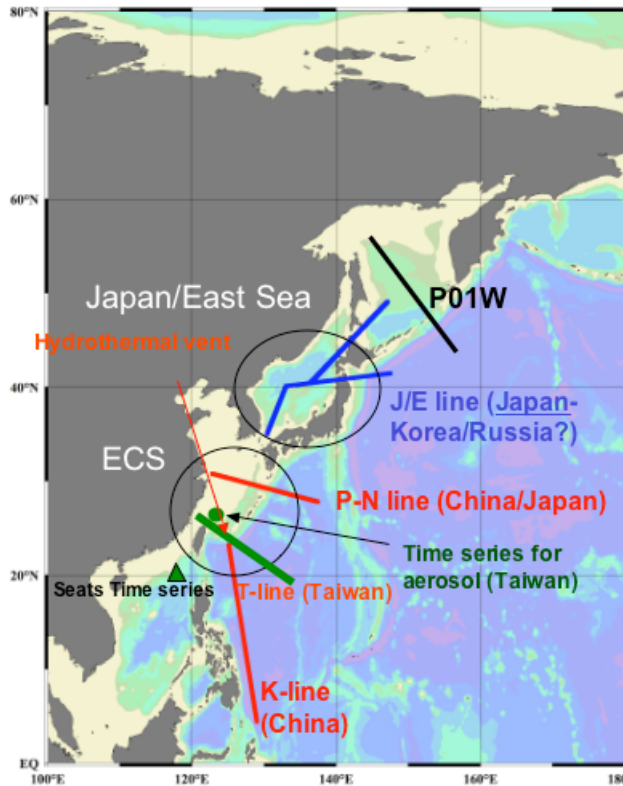 80°N
60°N
Japan/East Sea
P01W
Hydrothermal vent
40°N
J/E line (Japan-
Korea/Russia?)
ECS
P-N line (China/Japan)
Time series for
aerosol (Taiwan)
20°N
Seats Time series
T-line (Taiwan)
K-line
(China)
EQ
100°E 120°E 140°E 160°E 180°